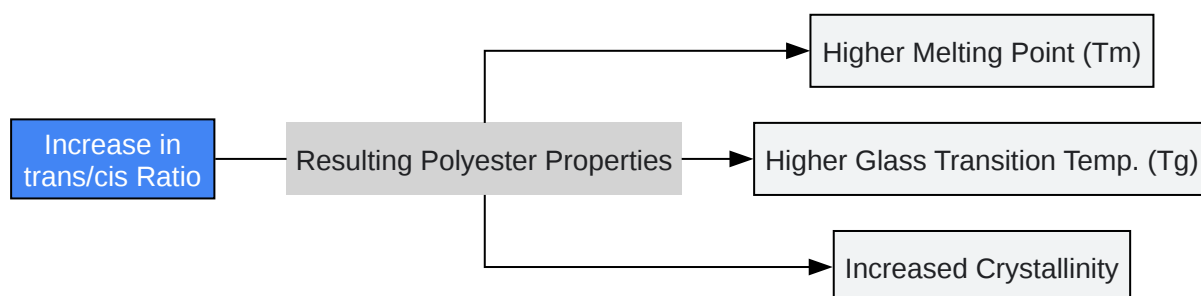 Higher Melting Point (Tm)
Increase in
trans/cis Ratio
Resulting Polyester Properties
Higher Glass Transition Temp. (Tg)
Increased Crystallinity